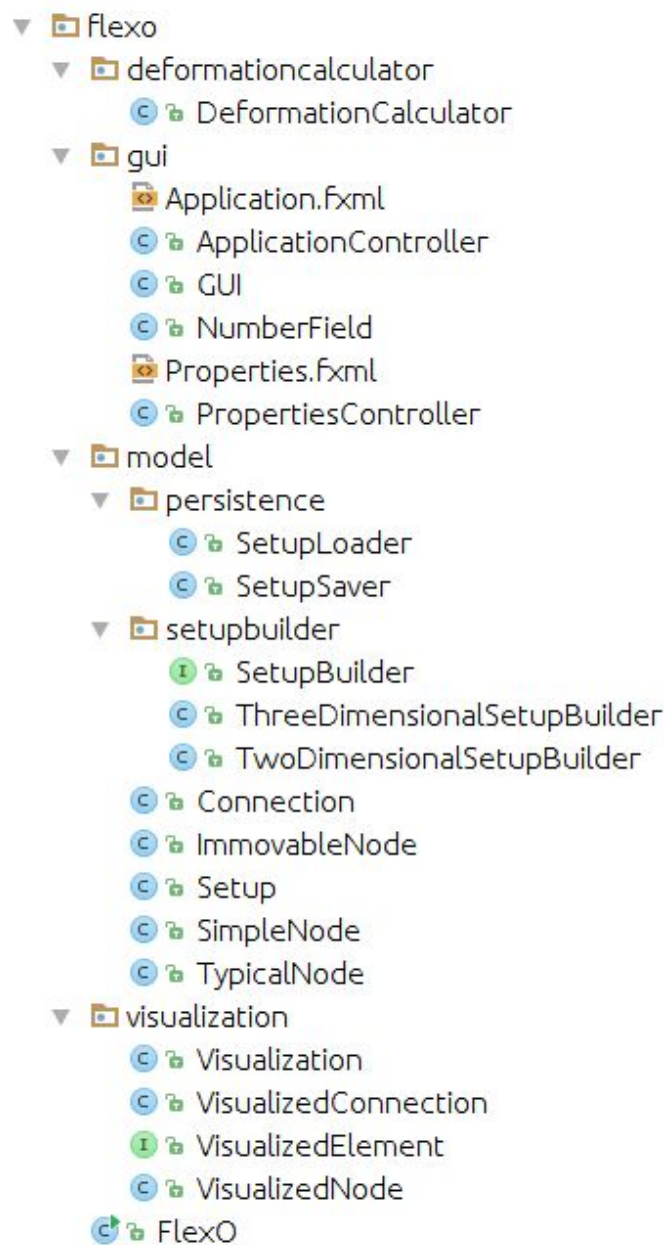 flexo
deformationcalculator
DeformationCalculator
gui
Application.fxml
ApplicationController
GUI
NumberField
Properties.fxml
PropertiesController
model
persistence
SetupLoader
SetupSaver
setupbuilder
SetupBuilder
ThreeDimensionalSetupBuilder
TwoDimensionalSetupBuilder
Connection
ImmovableNode
Setup
SimpleNode
TypicalNode
visualization
Visualization
VisualizedConnection
VisualizedElement
VisualizedNode
FlexO